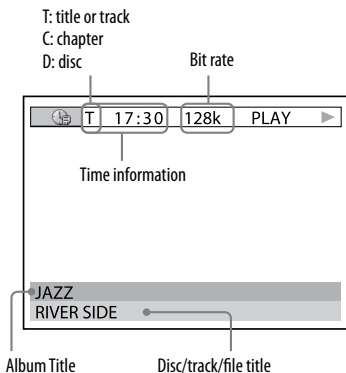 T: title or track
C: chapter
D: disc
Bit rate
T 17:30 128k PLAY
Time information
JAZZ
RIVER SIDE
Album Title
Disc/track/file title